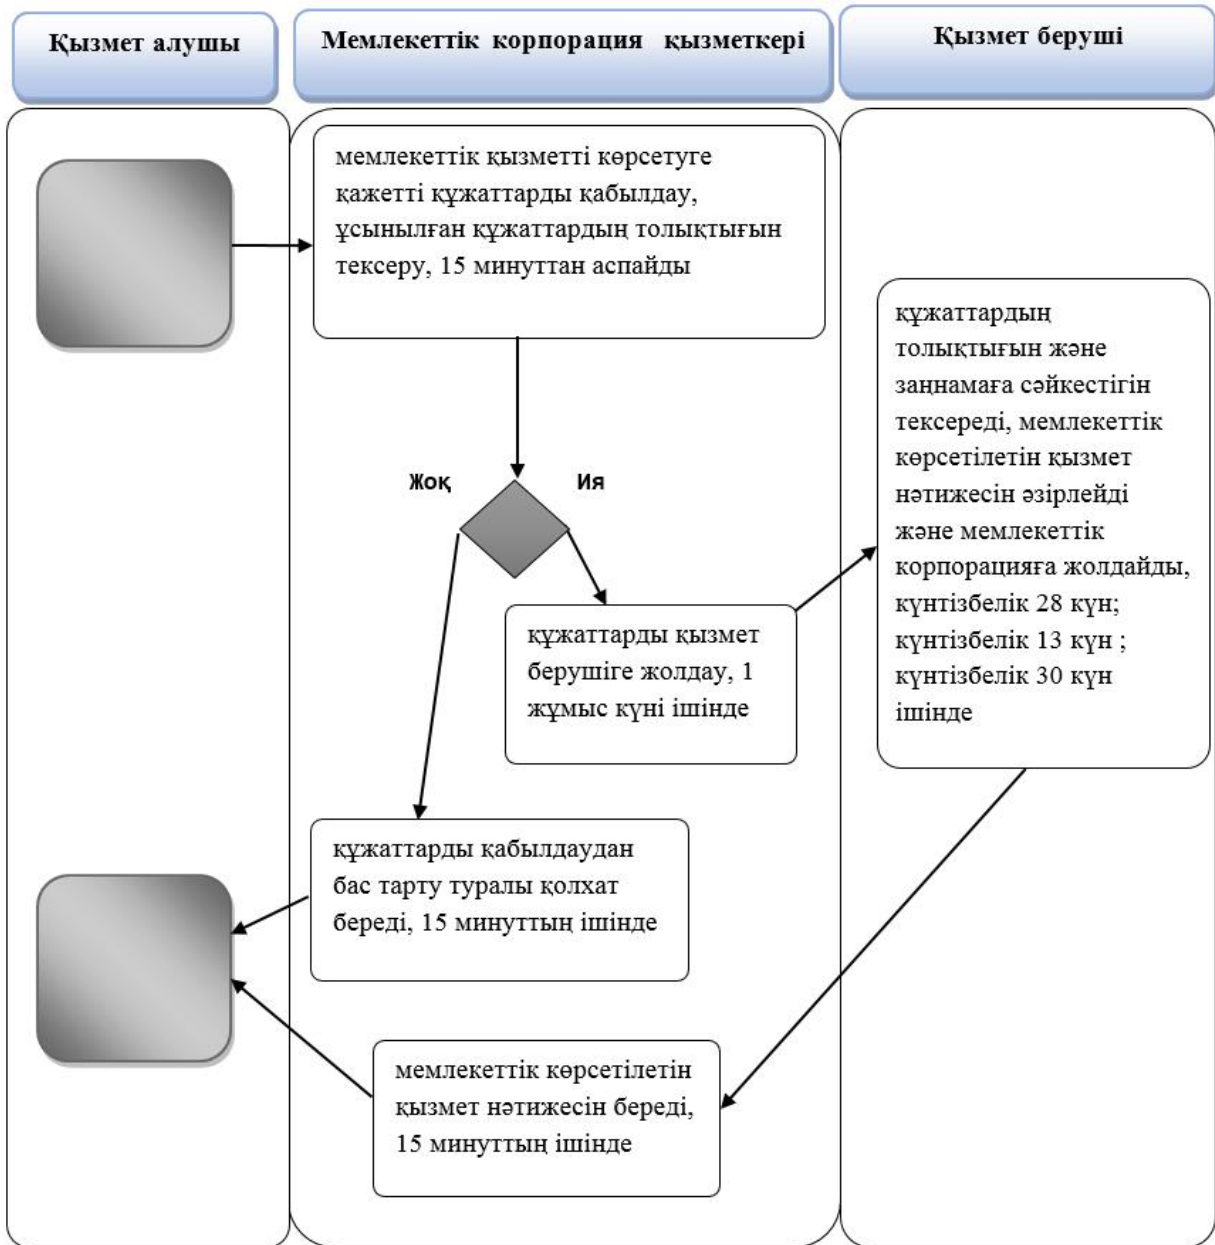 Қызмет алушы
Мемлекеттік корпорация қызметкері
Қызмет беруші
мемлекеттік қызметті көрсетуге
қажетті құжаттарды қабылдау,
ұсынылған құжаттардың толықтығын
тексеру, 15 минуттан аспайды
құжаттардың
толықтығын және
заңнамаға сәйкестігін
тексереді, мемлекеттік
көрсетілетін қызмет
нәтижесін әзірлейді
және мемлекеттік
корпорацияға жолдайды,
күнтізбелік 28 күн;
күнтізбелік 13 күн ;
күнтізбелік 30 күн
ішінде
Жоқ
Ия
құжаттарды қызмет
берушіге жолдау, 1
жұмыс күні ішінде
құжаттарды қабылдаудан
бас тарту туралы қолхат
береді, 15 минуттың ішінде
мемлекеттік көрсетілетін
қызмет нәтижесін береді,
15 минуттың ішінде